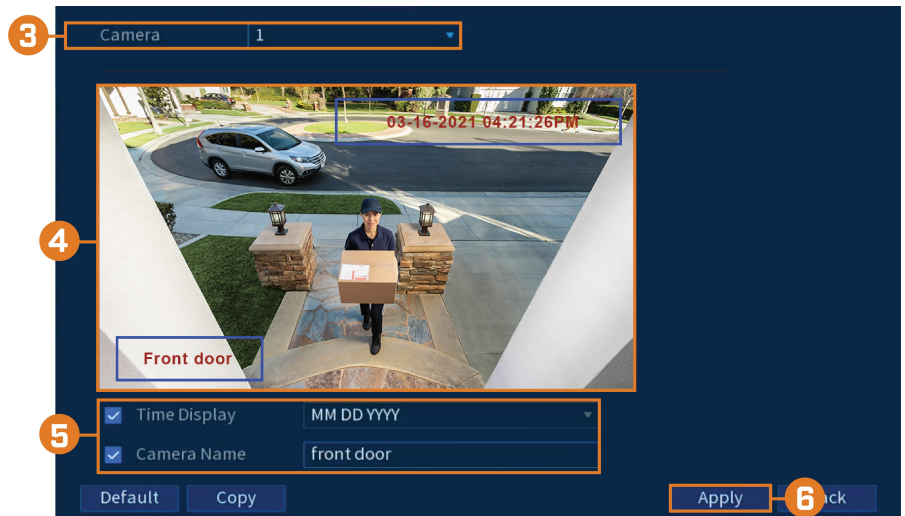 3
Camera 1
03-16-2021 04:21:26PM
4
Front door
Time Display MM DD YYYY
5
Camera Name front door
Default Copy Apply 6 ck